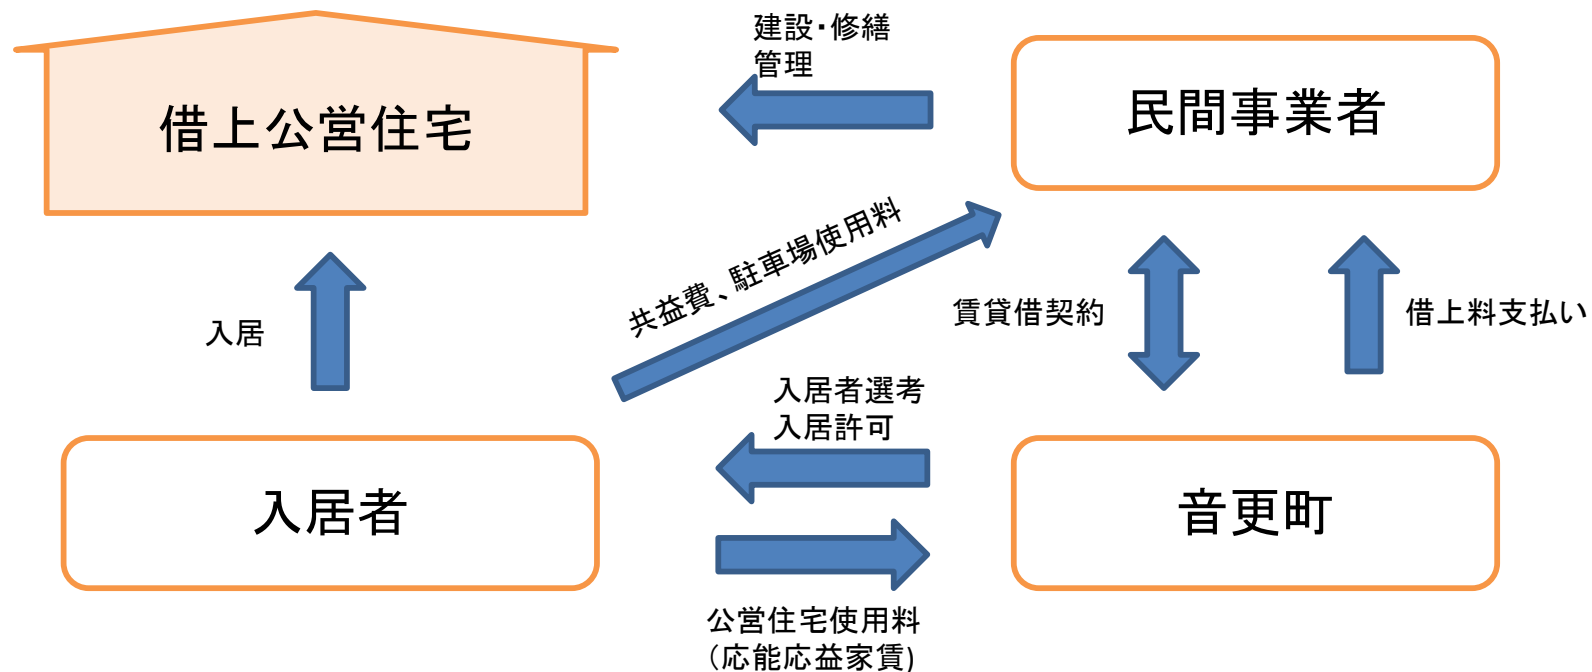 建設・修繕
管理
借上公営住宅
民間事業者
共益費、駐車場使用料
入居
賃貸借契約
借上料支払い
入居者選考
入居許可
入居者
音更町
公営住宅使用料
（応能応益家賃)